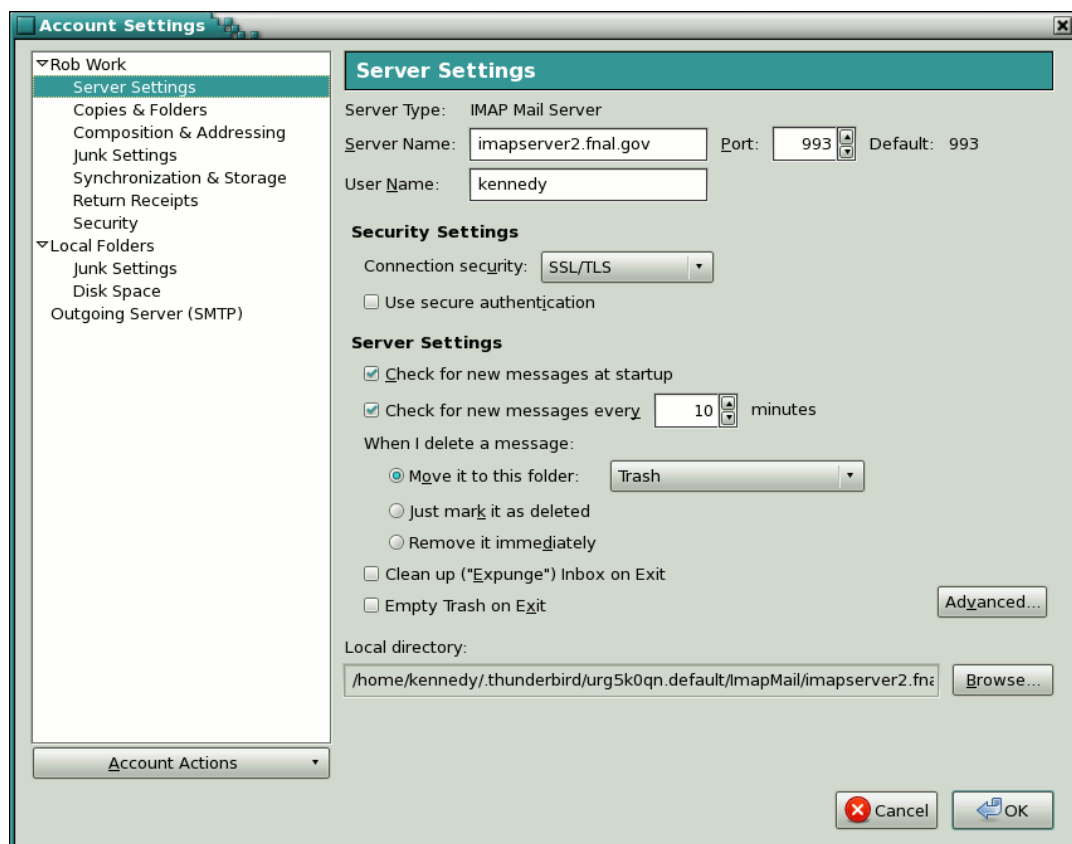 Account Settings
Rob Work
Server Settings
Copies & Folders
Composition & Addressing
Junk Settings
Synchronization & Storage
Return Receipts
Security
Local Folders
Junk Settings
Disk Space
Outgoing Server (SMTP)
Account Actions
Server Settings
Server Type: IMAP Mail Server
Server Name: imapserver2.fnal.gov Port: 993 Default: 993
User Name: kennedy
Security Settings
Connection security: SSL/TLS
Use secure authentication
Server Settings
Check for new messages at startup
Check for new messages every 10 minutes
When I delete a message:
Move it to this folder: Trash
Just mark it as deleted
Remove it immediately
Clean up ("Expunge") Inbox on Exit
Empty Trash on Exit
Advanced...
Local directory:
/home/kennedy/.thunderbird/urg5k0qn.default/ImapMail/imapserver2.fna Browse...
Cancel OK